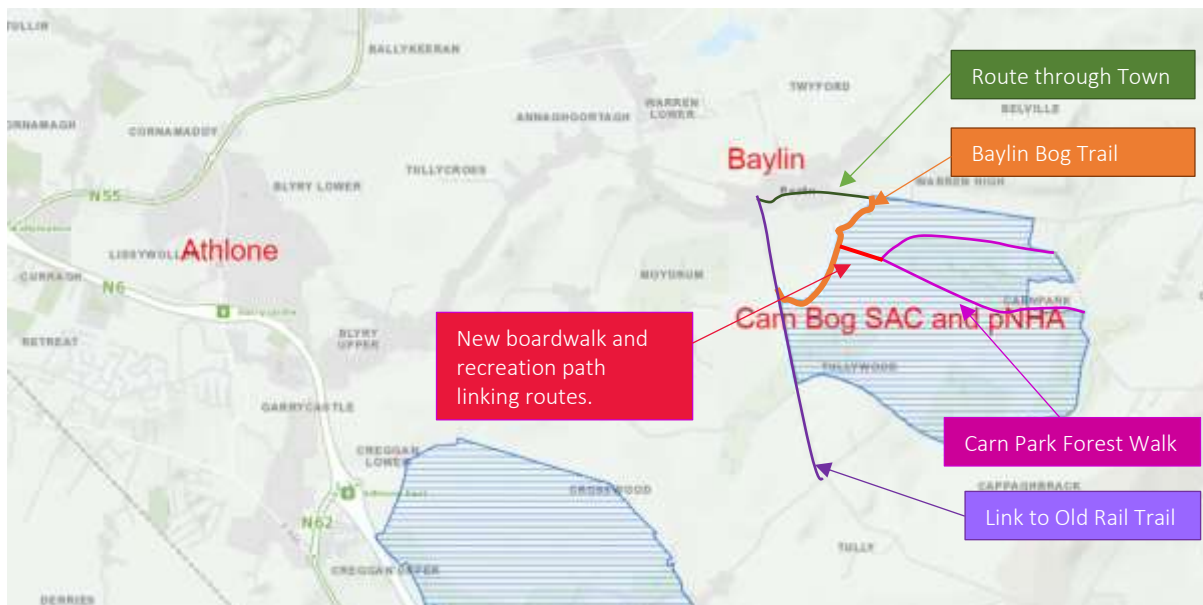 TULLIN
BALLYKEERAN
Route through Town
TWYFORD
BELVILLE
WARREN
LOWER
ANNAGHGORTAGH
CORNAMAGH
CORNAMADDY
Baylin
Baylin Bog Trail
TULLYCROSS
BLYRY LOWER
WARREN HIGH
N55
LISSYWOLLEN
Athlone
MOYDRUM
CURRAGH
N6
CARNPARK
Carn Bog SAC and pNHA
New boardwalk and
recreation path
linking routes.
RETREAT
BLYRY
UPPER
TULLYWOOD
GARRYCASTLE
Carn Park Forest Walk
CREGGAN
LOWER
CROSSWOOD
CAPPAGHBRACK
N62
Link to Old Rail Trail
TULLY
CREGGAN UPPER
BERRIES